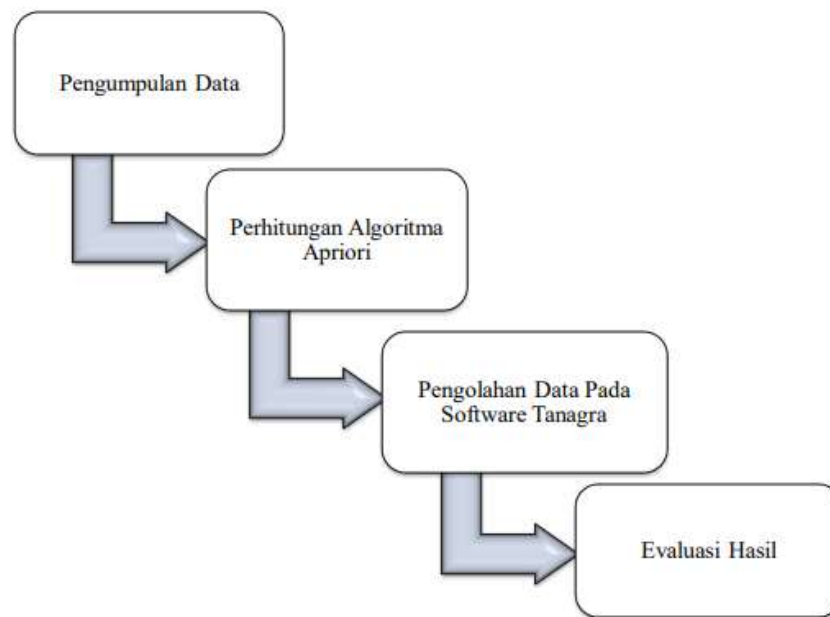 Pengumpulan Data
Perhitungan Algoritma
Apriori
Pengolahan Data Pada
Software Tanagra
Evaluasi Hasil